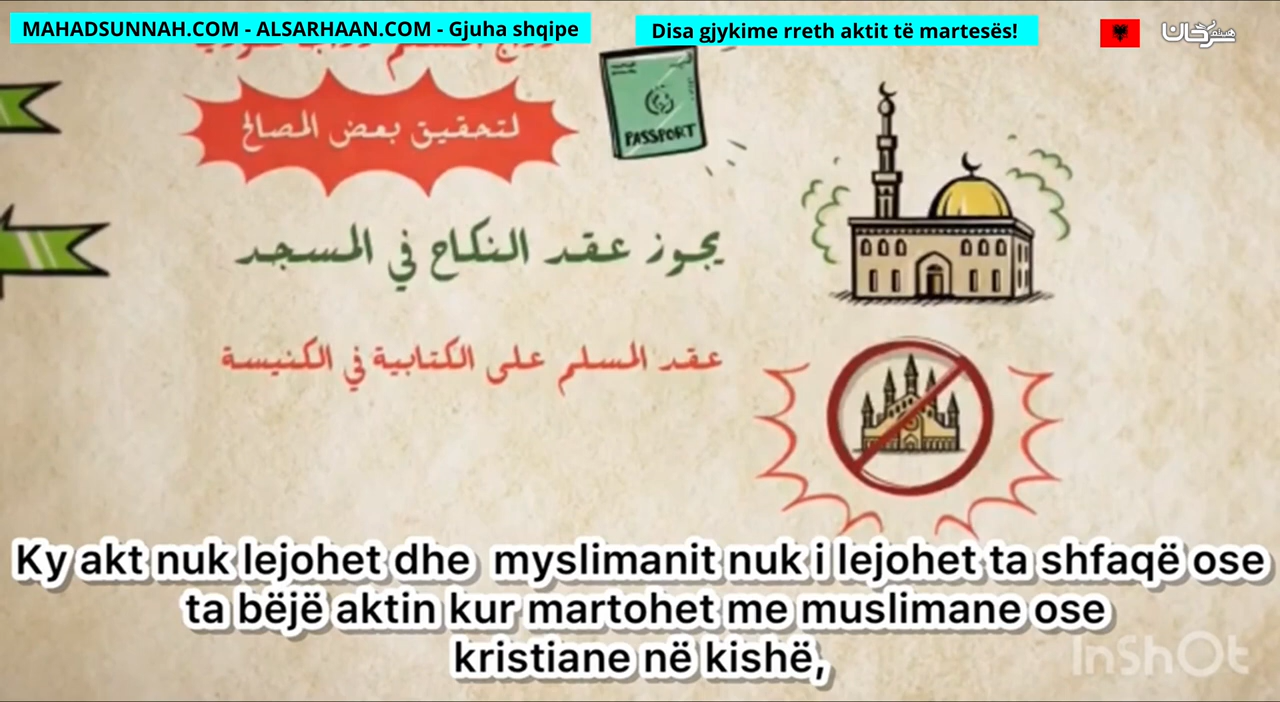 MAHADSUNNAH.COM - ALSARHAAN.COM - Gjuha shqipe
Disa gjykime rreth aktit të martesës!
سرحان
لتحقيق بعض المصالح
PASSPORT
يجوز عقد النكاح في المسجد
عقد المسلم على الكتابية في الكنيسة
Ky akt nuk lejohet dhe myslimanit nuk i lejohet ta shfaqë ose
ta bëjë aktin kur martohet me muslimane ose
kristiane në kishë,
InShOt